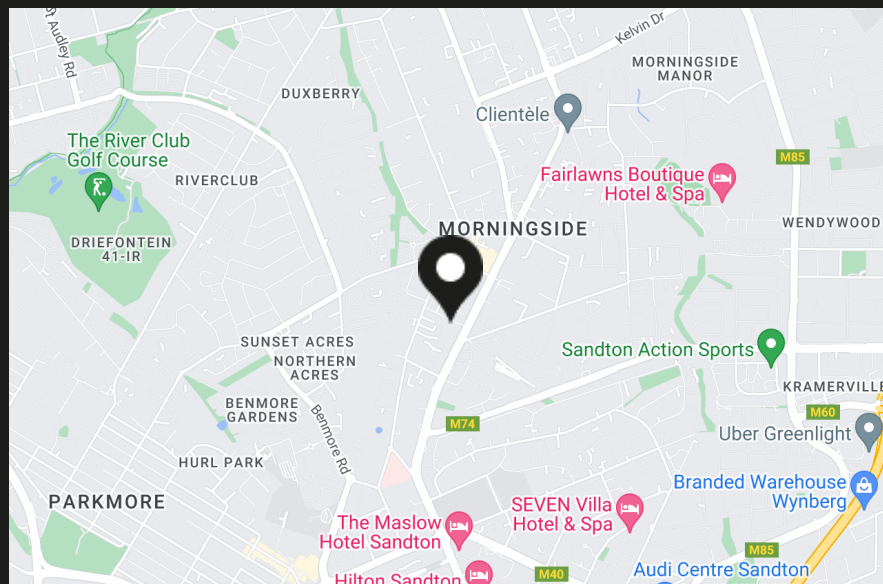 St Audley Rd
Kelvin Dr
MORNINGSIDE
MANOR
DUXBERRY
Clientèle
The River Club
Golf Course
M85
RIVERCLUB
Fairlawns Boutique
Hotel & Spa
MORNINGSIDE
WENDYWOOD
DRIEFONTEIN
41-IR
SUNSET ACRES
NORTHERN
ACRES
Sandton Action Sports
KRAMERVILLE
BENMORE
GARDENS
Benmore Rd
M60
M74
Uber Greenlight
HURL PARK
Branded Warehouse
Wynberg
PARKMORE
SEVEN Villa
Hotel & Spa
The Maslow
Hotel Sandton
M85
Hilton Sandton
M40
Audi Centre Sandton